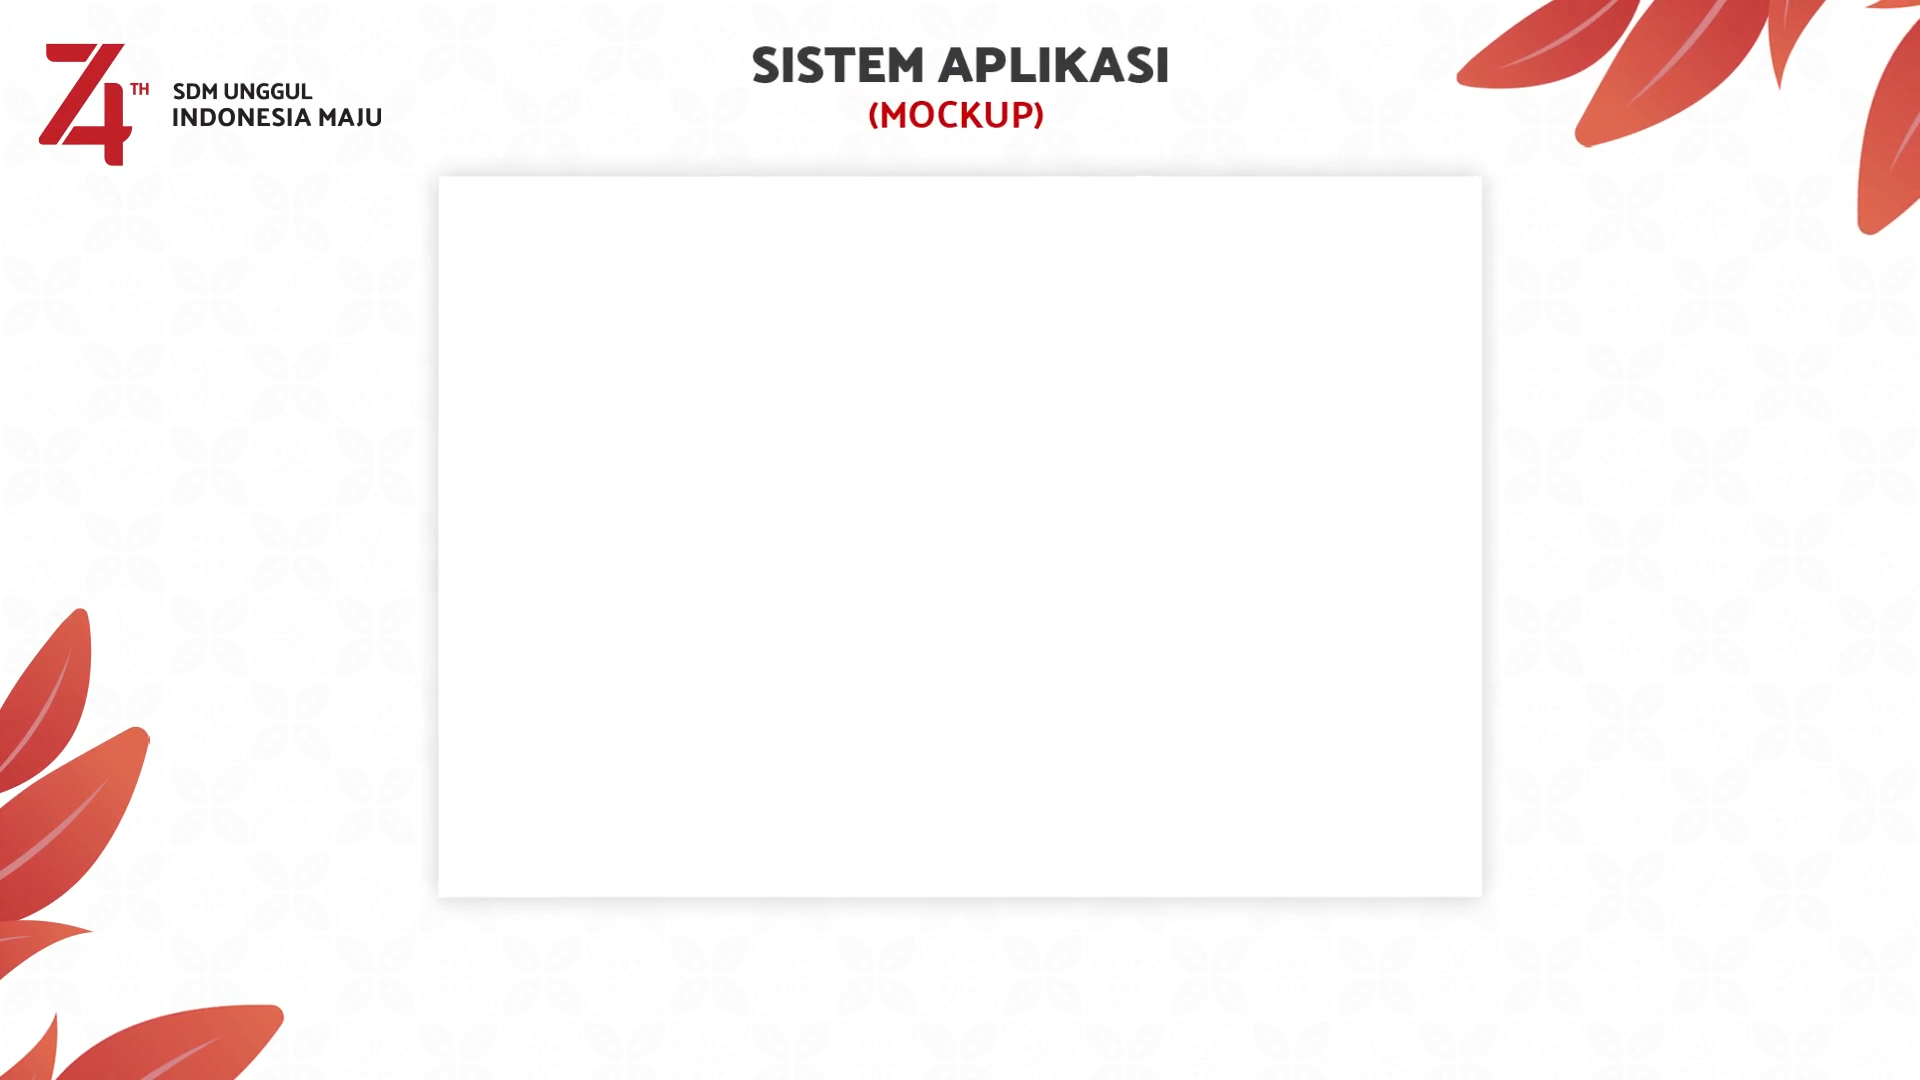 74TH
SDM UNGGUL
INDONESIA MAJU
SISTEM APLIKASI
(MOCKUP)